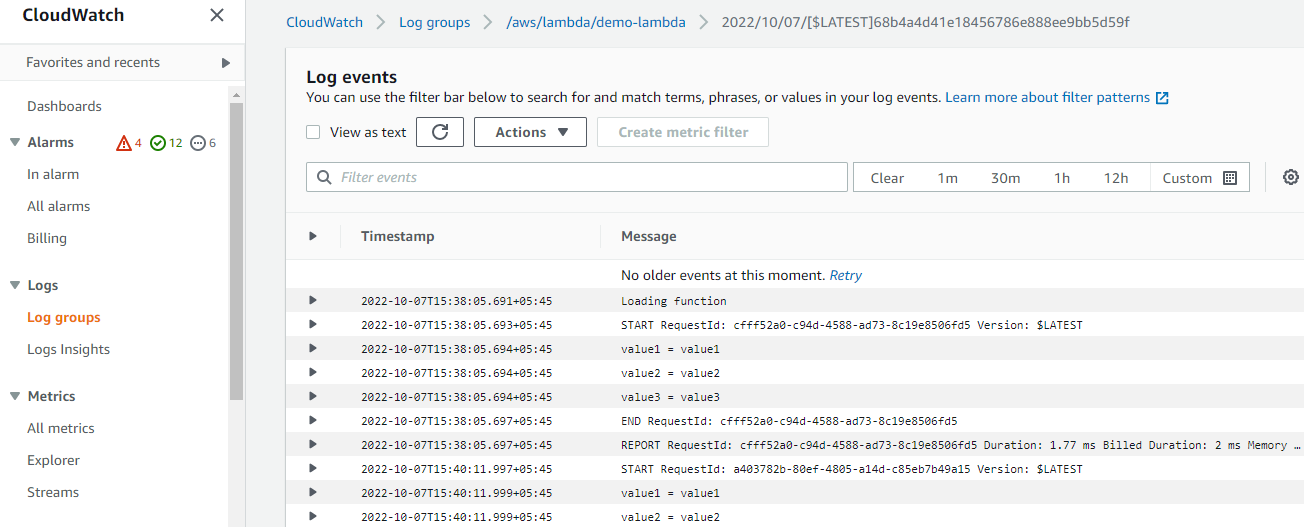 CloudWatch
Favorites and recents
Dashboards
Alarms 4 12 6
In alarm
All alarms
Billing
Logs
Log groups
Logs Insights
Metrics
All metrics
Explorer
Streams
CloudWatch Log groups /aws/lambda/demo-lambda 2022/10/07/[$LATEST]68b4a4d41e18456786e888ee9bb5d59f
Log events
You can use the filter bar below to search for and match terms, phrases, or values in your log events. Learn more about filter patterns
View as text Actions Create metric filter
Filter events Clear 1m 30m 1h 12h Custom
Timestamp Message
No older events at this moment. Retry
2022-10-07T15:38:05.691+05:45 Loading function
2022-10-07T15:38:05.693+05:45 START RequestId: cfff52a0-c94d-4588-ad73-8c19e8506fd5 Version: $LATEST
2022-10-07T15:38:05.694+05:45 value1 = value1
2022-10-07T15:38:05.694+05:45 value2 = value2
2022-10-07T15:38:05.694+05:45 value3 = value3
2022-10-07T15:38:05.697+05:45 END RequestId: cfff52a0-c94d-4588-ad73-8c19e8506fd5
2022-10-07T15:38:05.697+05:45 REPORT RequestId: cfff52a0-c94d-4588-ad73-8c19e8506fd5 Duration: 1.77 ms Billed Duration: 2 ms Memory …
2022-10-07T15:40:11.997+05:45 START RequestId: a403782b-80ef-4805-a14d-c85eb7b49a15 Version: $LATEST
2022-10-07T15:40:11.999+05:45 value1 = value1
2022-10-07T15:40:11.999+05:45 value2 = value2